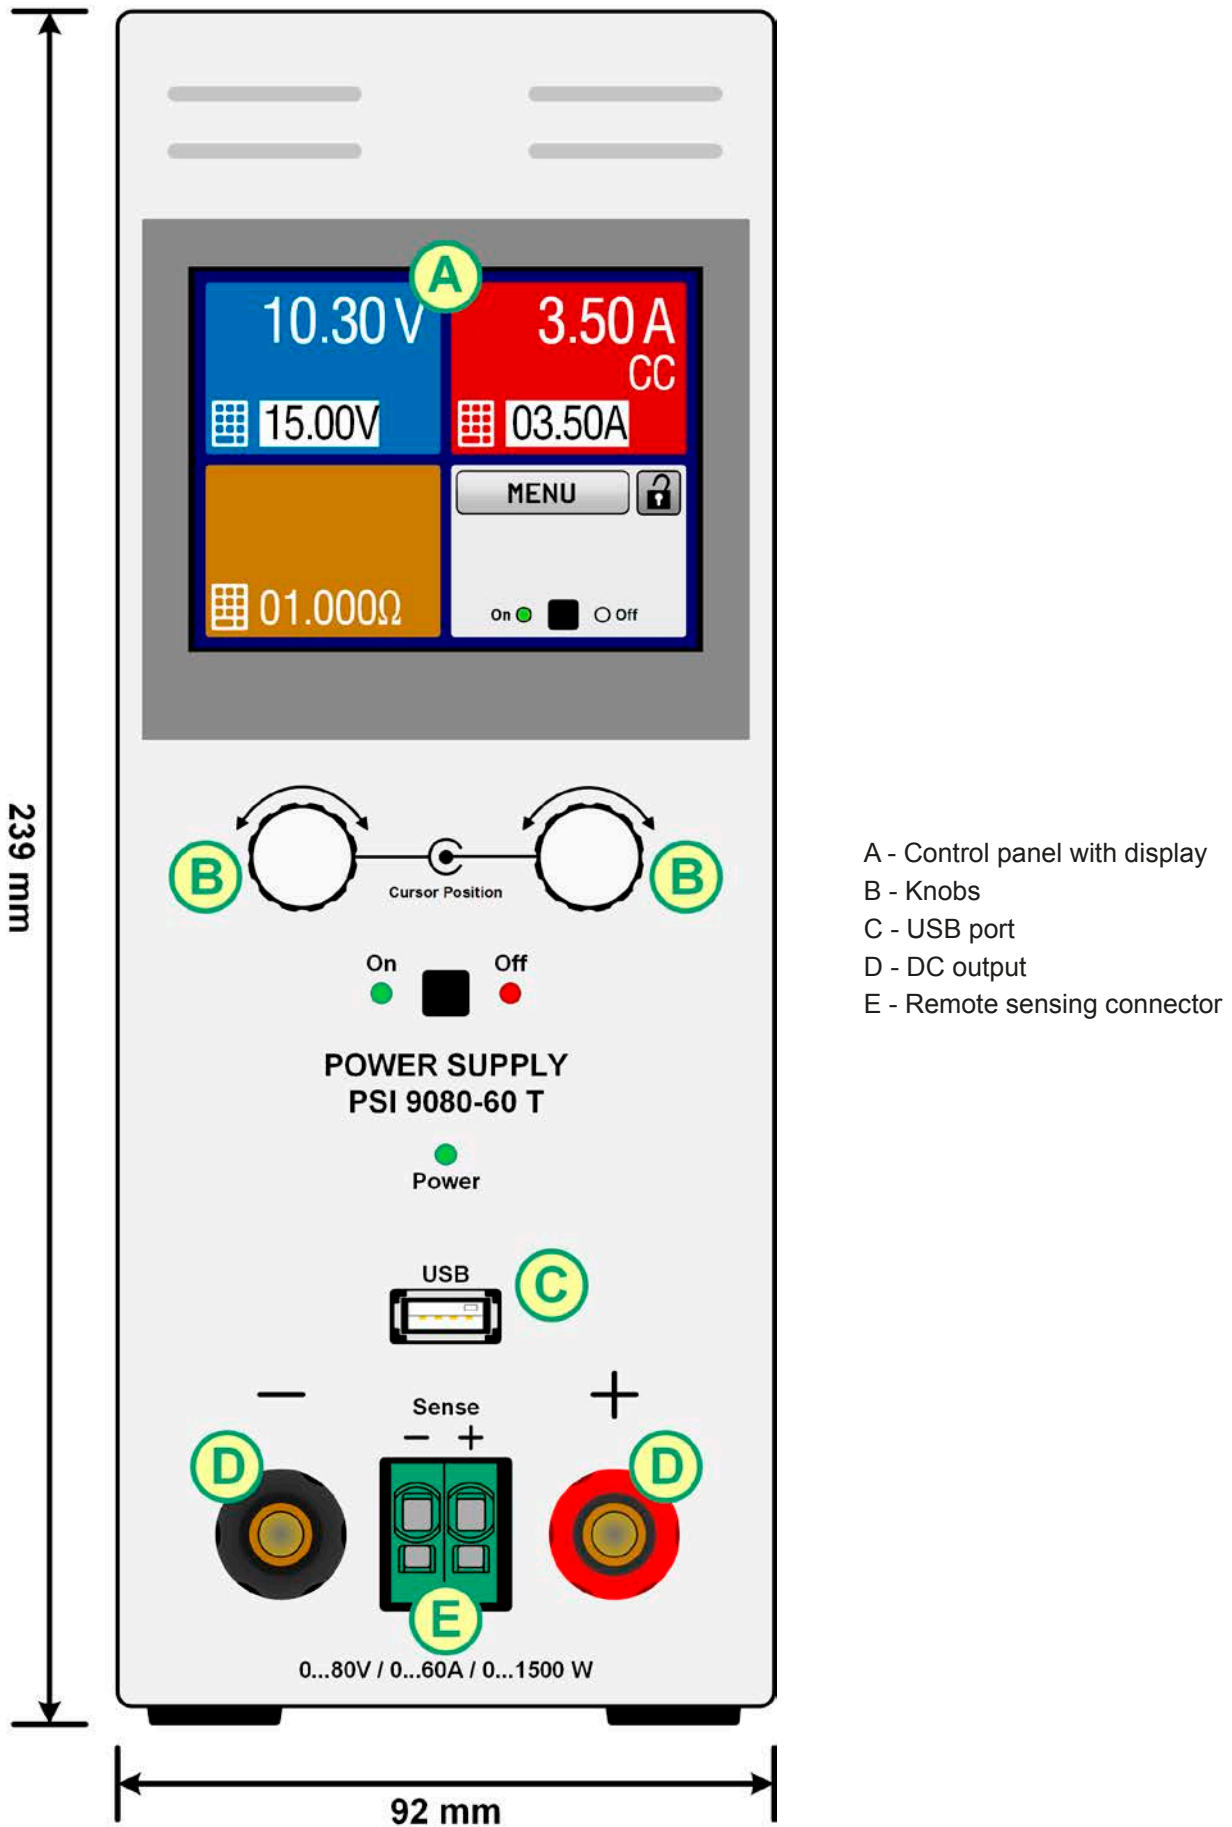 A
10.30 V
3.50 A
CC
15.00V
03.50A
MENU
01.000Ω
On
Off
239 mm
B
B
Cursor Position
A - Control panel with display
B - Knobs
C - USB port
D - DC output
E - Remote sensing connector
On
Off
POWER SUPPLY
PSI 9080-60 T
Power
USB
C
− +
Sense
− +
D
D
E
0...80V / 0...60A / 0...1500 W
92 mm